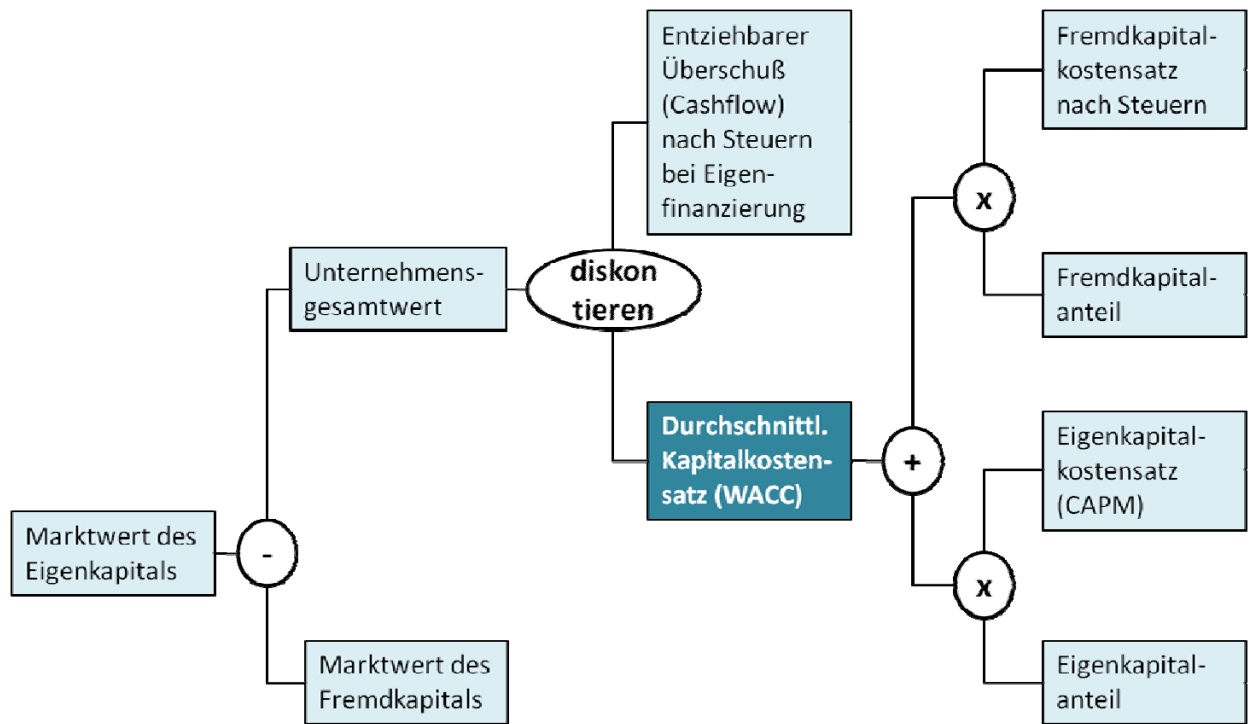 Marktwert des
Eigenkapitals
-
Unternehmens-
gesamtwert
Marktwert des
Fremdkapitals
diskon
tieren
Entziehbarer
Überschuß
(Cashflow)
nach Steuern
bei Eigen-
finanzierung
Durchschnittl.
Kapitalkosten-
satz (WACC)
+
x
Fremdkapital-
kostensatz
nach Steuern
Fremdkapital-
anteil
x
Eigenkapital-
kostensatz
(CAPM)
Eigenkapital-
anteil